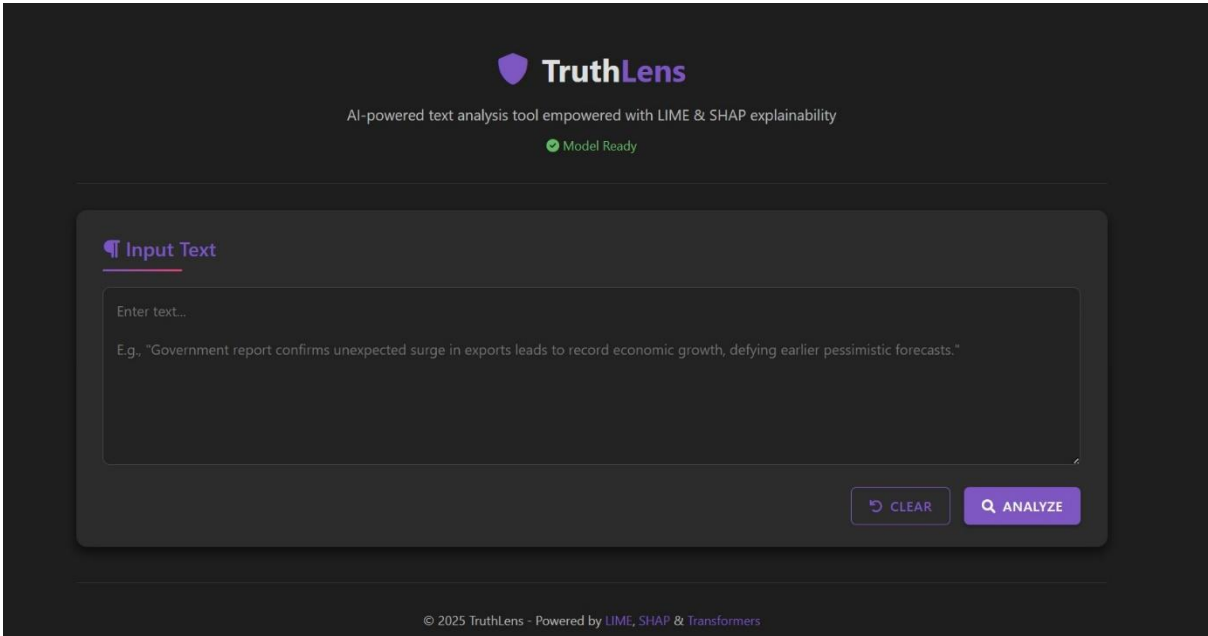 TruthLens
AI-powered text analysis tool empowered with LIME & SHAP explainability
Model Ready
Input Text
Enter text...
E.g., "Government report confirms unexpected surge in exports leads to record economic growth, defying earlier pessimistic forecasts."
CLEAR
ANALYZE
© 2025 TruthLens - Powered by LIME, SHAP & Transformers